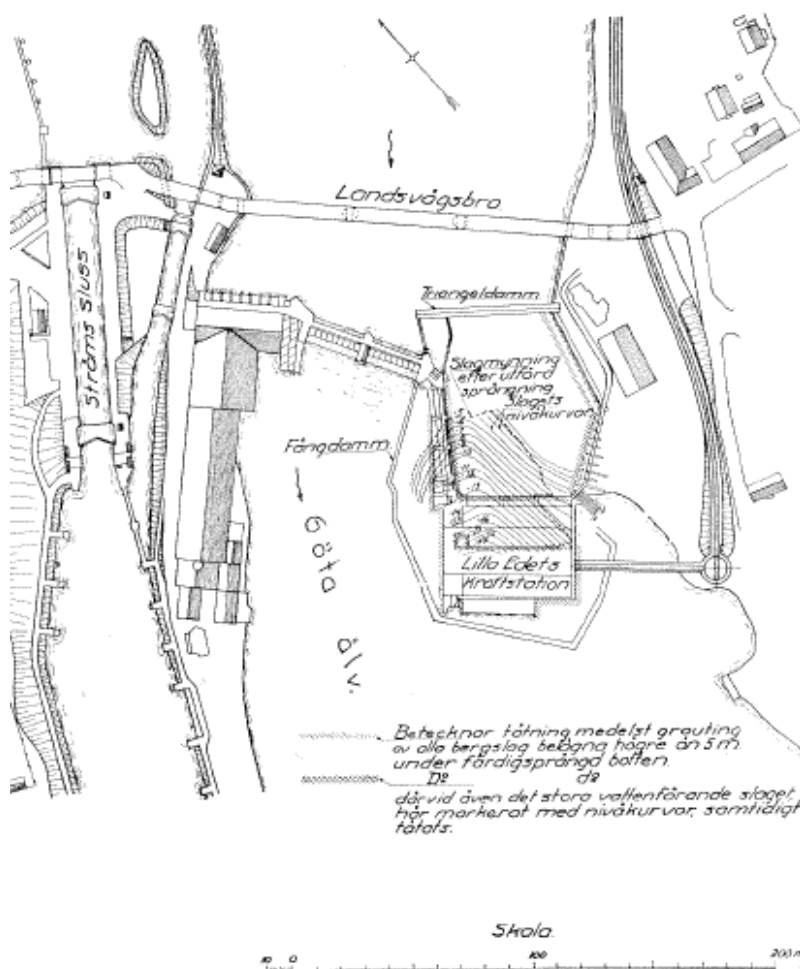 Landsvägsbro
Ströms sluss
Triangeldamm
Slagmynning
efter utförd
sprängning
Slagets
nivåkurvor
Fångdamm
Göta älv.
Lilla Edets
Kraftstation
Betecknar tätning medelst grouting
av alla bergslag belägna högre än 5 m.
under färdigsprängd botten.
D:o d:o
därvid även det stora vattenförande slaget,
här markerat med nivåkurvor, samtidigt
tätats.
Skala.
10 0 100 200 m